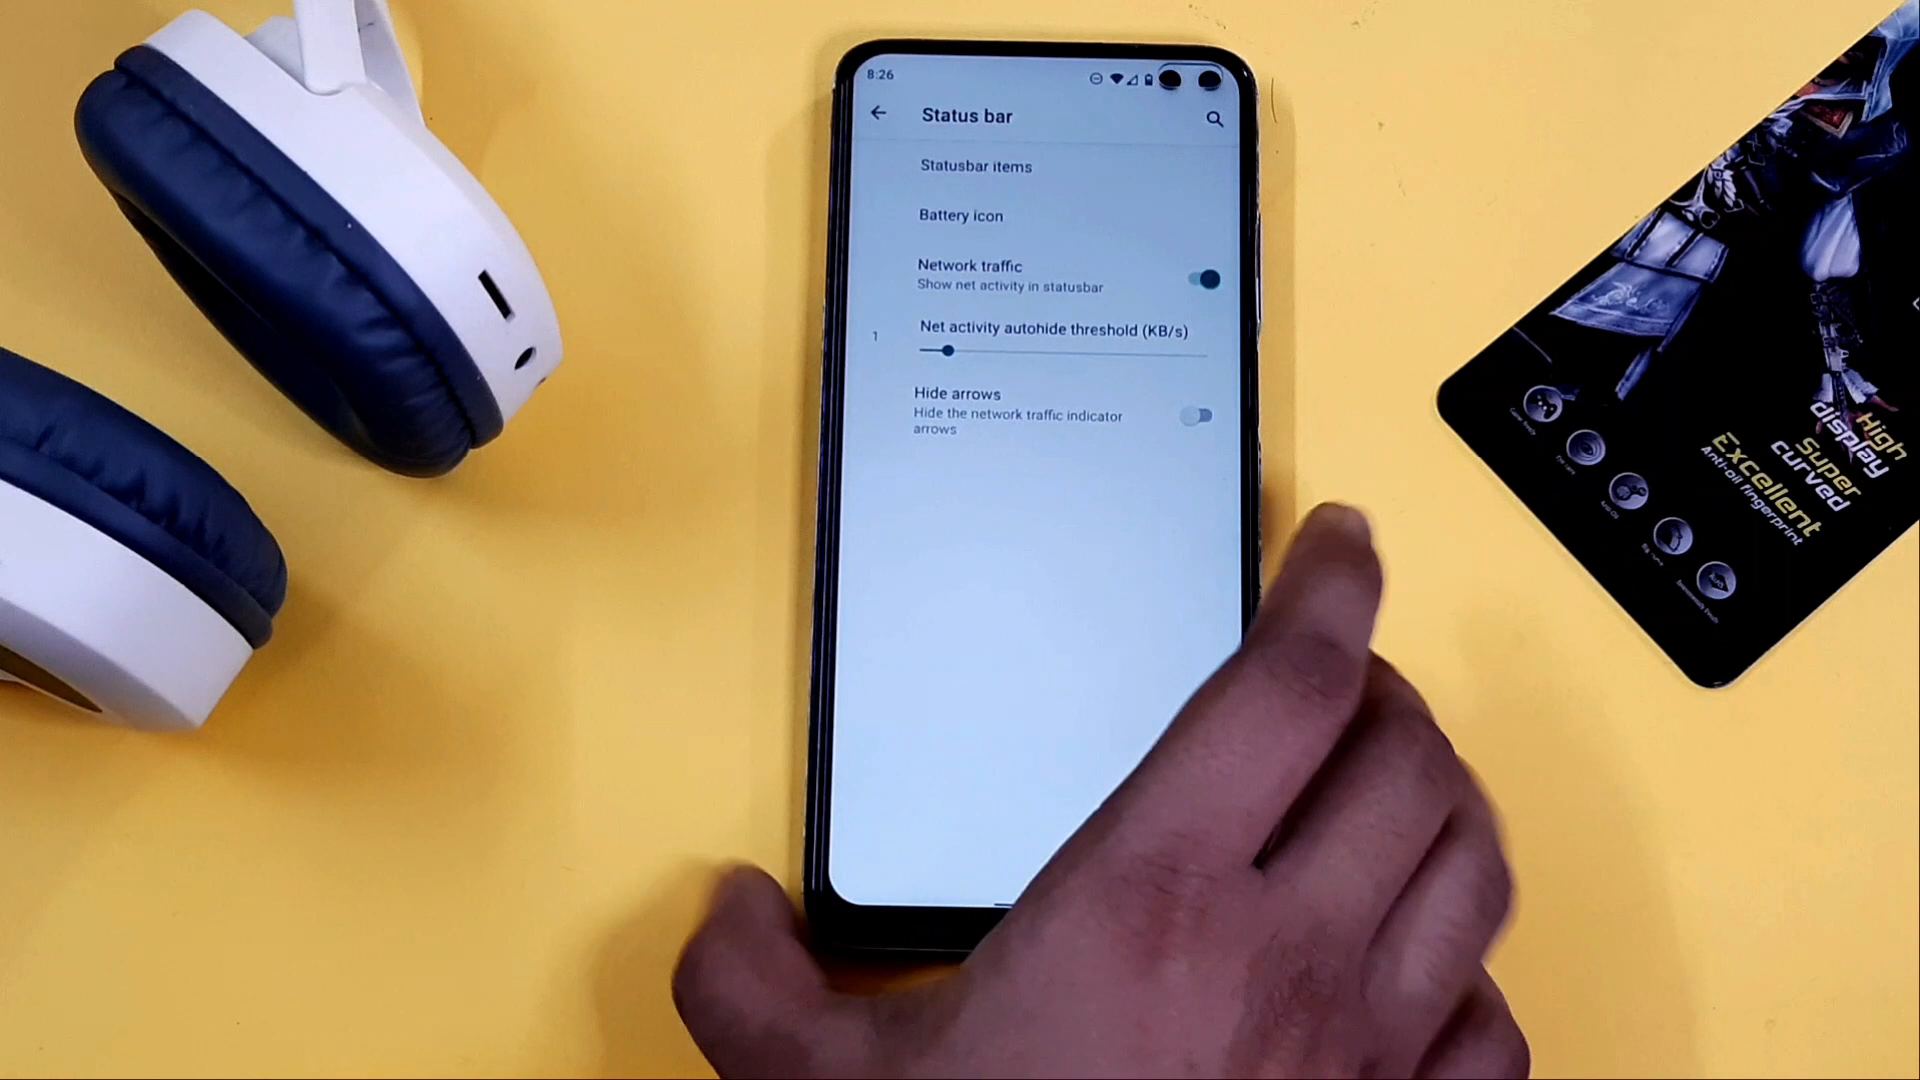 8:26
Status bar
Statusbar items
Battery icon
Network traffic
Show net activity in statusbar
1
Net activity autohide threshold (KB/s)
Hide arrows
Hide the network traffic indicator
arrows
High
display
Super
curved
Excellent
Anti-oil fingerprint